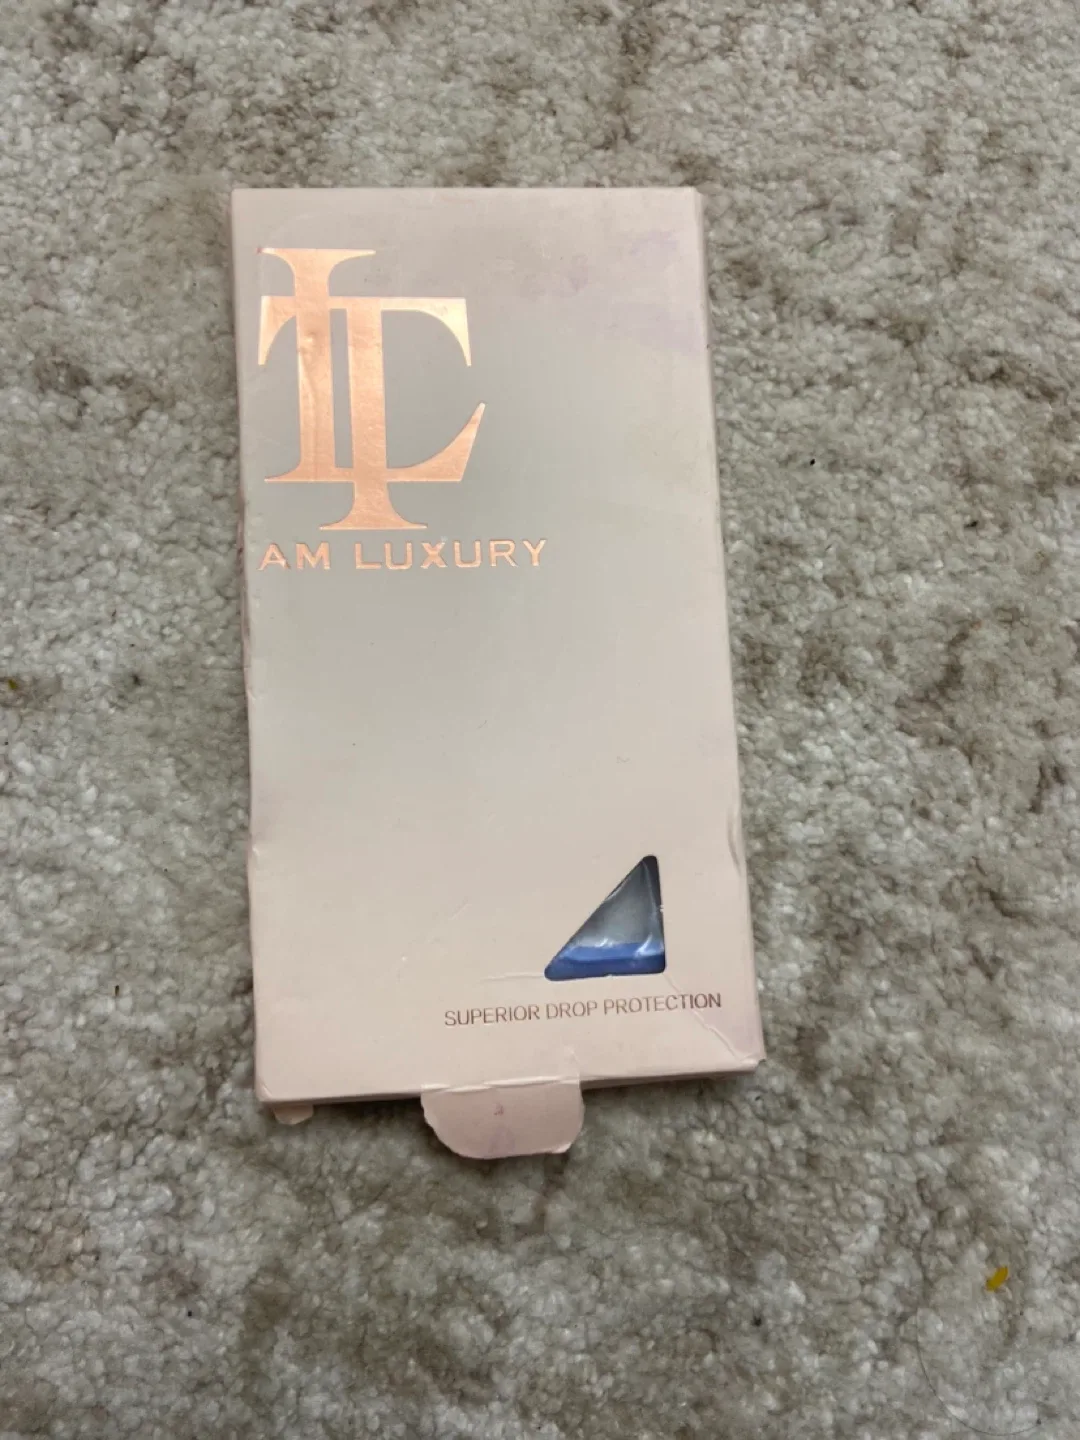 I
AM LUXURY
SUPERIOR DROP PROTECTION